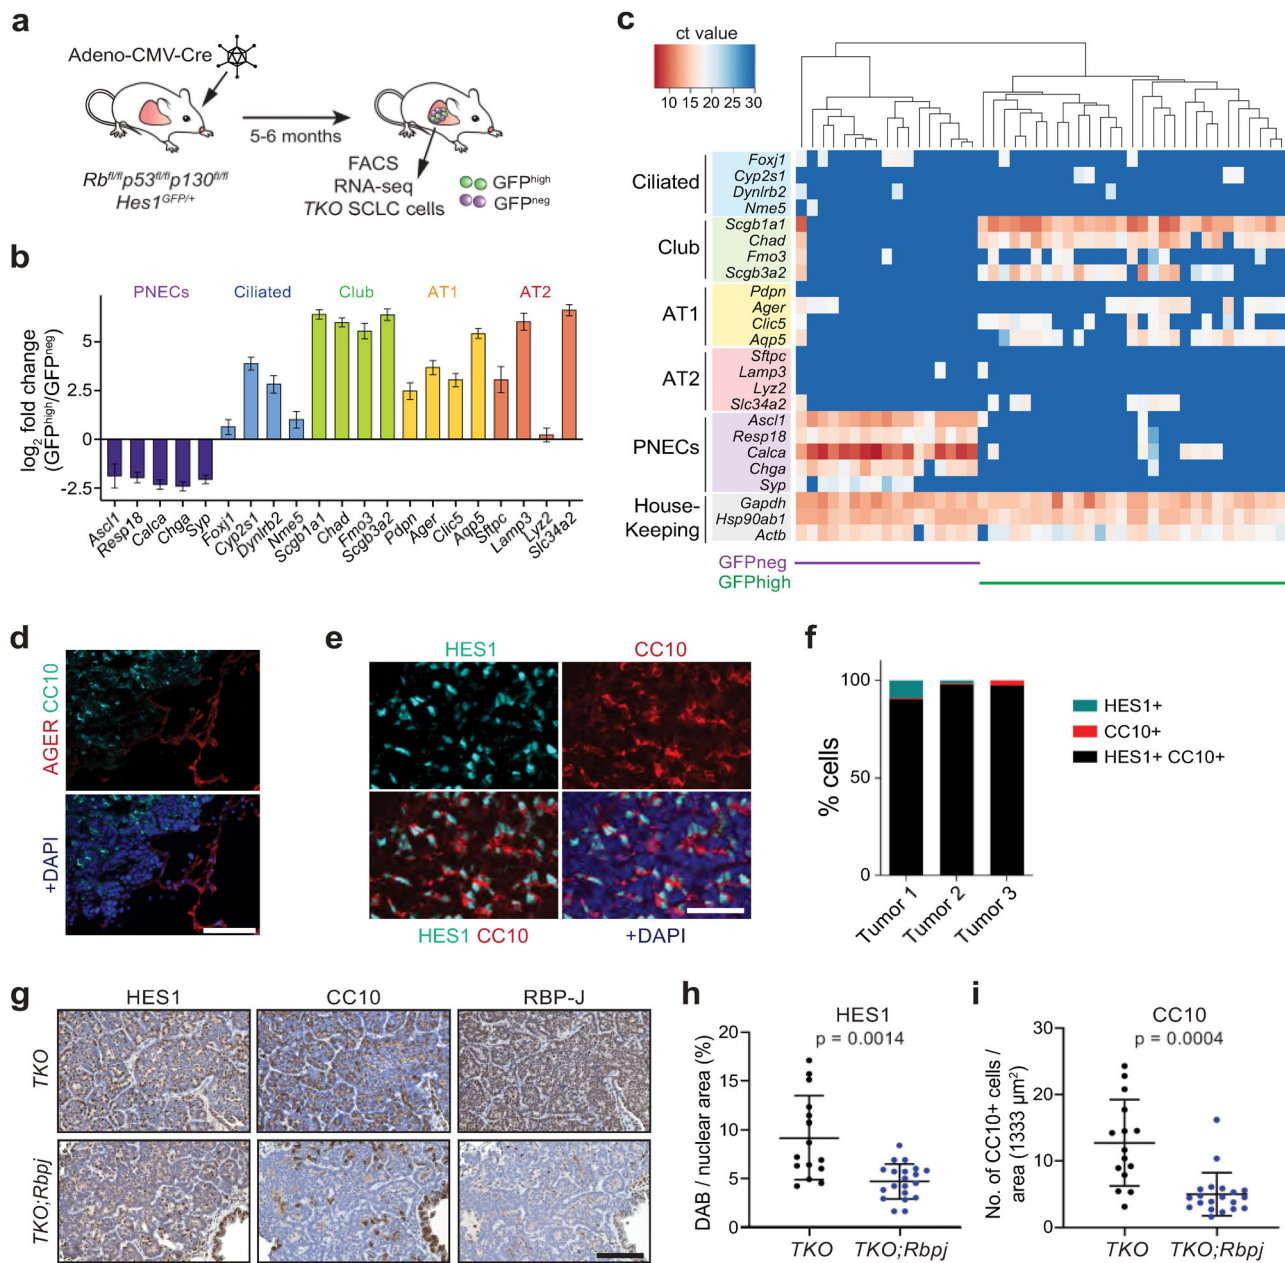 a
Adeno-CMV-Cre
5-6 months
Rbfl/flp53fl/flp130fl/fl
Hes1GFP/+
FACS
RNA-seq
TKO SCLC cells
GFPhigh
GFPneg
b
PNECs Ciliated Club AT1 AT2
log2 fold change
(GFPhigh/GFPneg)
5
2.5
0
-2.5
Ascl1 Resp18 Calca Chga Syp Foxj1 Cyp2s1 Dynlrb2 Nme5 Scgb1a1 Chad Fmo3 Scgb3a2 Pdpn Ager Clic5 Aqp5 Sftpc Lamp3 Lyz2 Slc34a2
c
ct value
10 15 20 25 30
Ciliated
Foxj1
Cyp2s1
Dynlrb2
Nme5
Club
Scgb1a1
Chad
Fmo3
Scgb3a2
AT1
Pdpn
Ager
Clic5
Aqp5
AT2
Sftpc
Lamp3
Lyz2
Slc34a2
PNECs
Ascl1
Resp18
Calca
Chga
Syp
House-
Keeping
Gapdh
Hsp90ab1
Actb
GFPneg
GFPhigh
d
AGER CC10
+DAPI
e
HES1 CC10
HES1 CC10 +DAPI
f
% cells
100
50
0
Tumor 1 Tumor 2 Tumor 3
HES1+
CC10+
HES1+ CC10+
g
HES1 CC10 RBP-J
TKO
TKO;Rbpj
h
HES1
p = 0.0014
DAB / nuclear area (%)
20
15
10
5
0
TKO TKO;Rbpj
i
CC10
p = 0.0004
No. of CC10+ cells /
area (1333 µm²)
30
20
10
0
TKO TKO;Rbpj